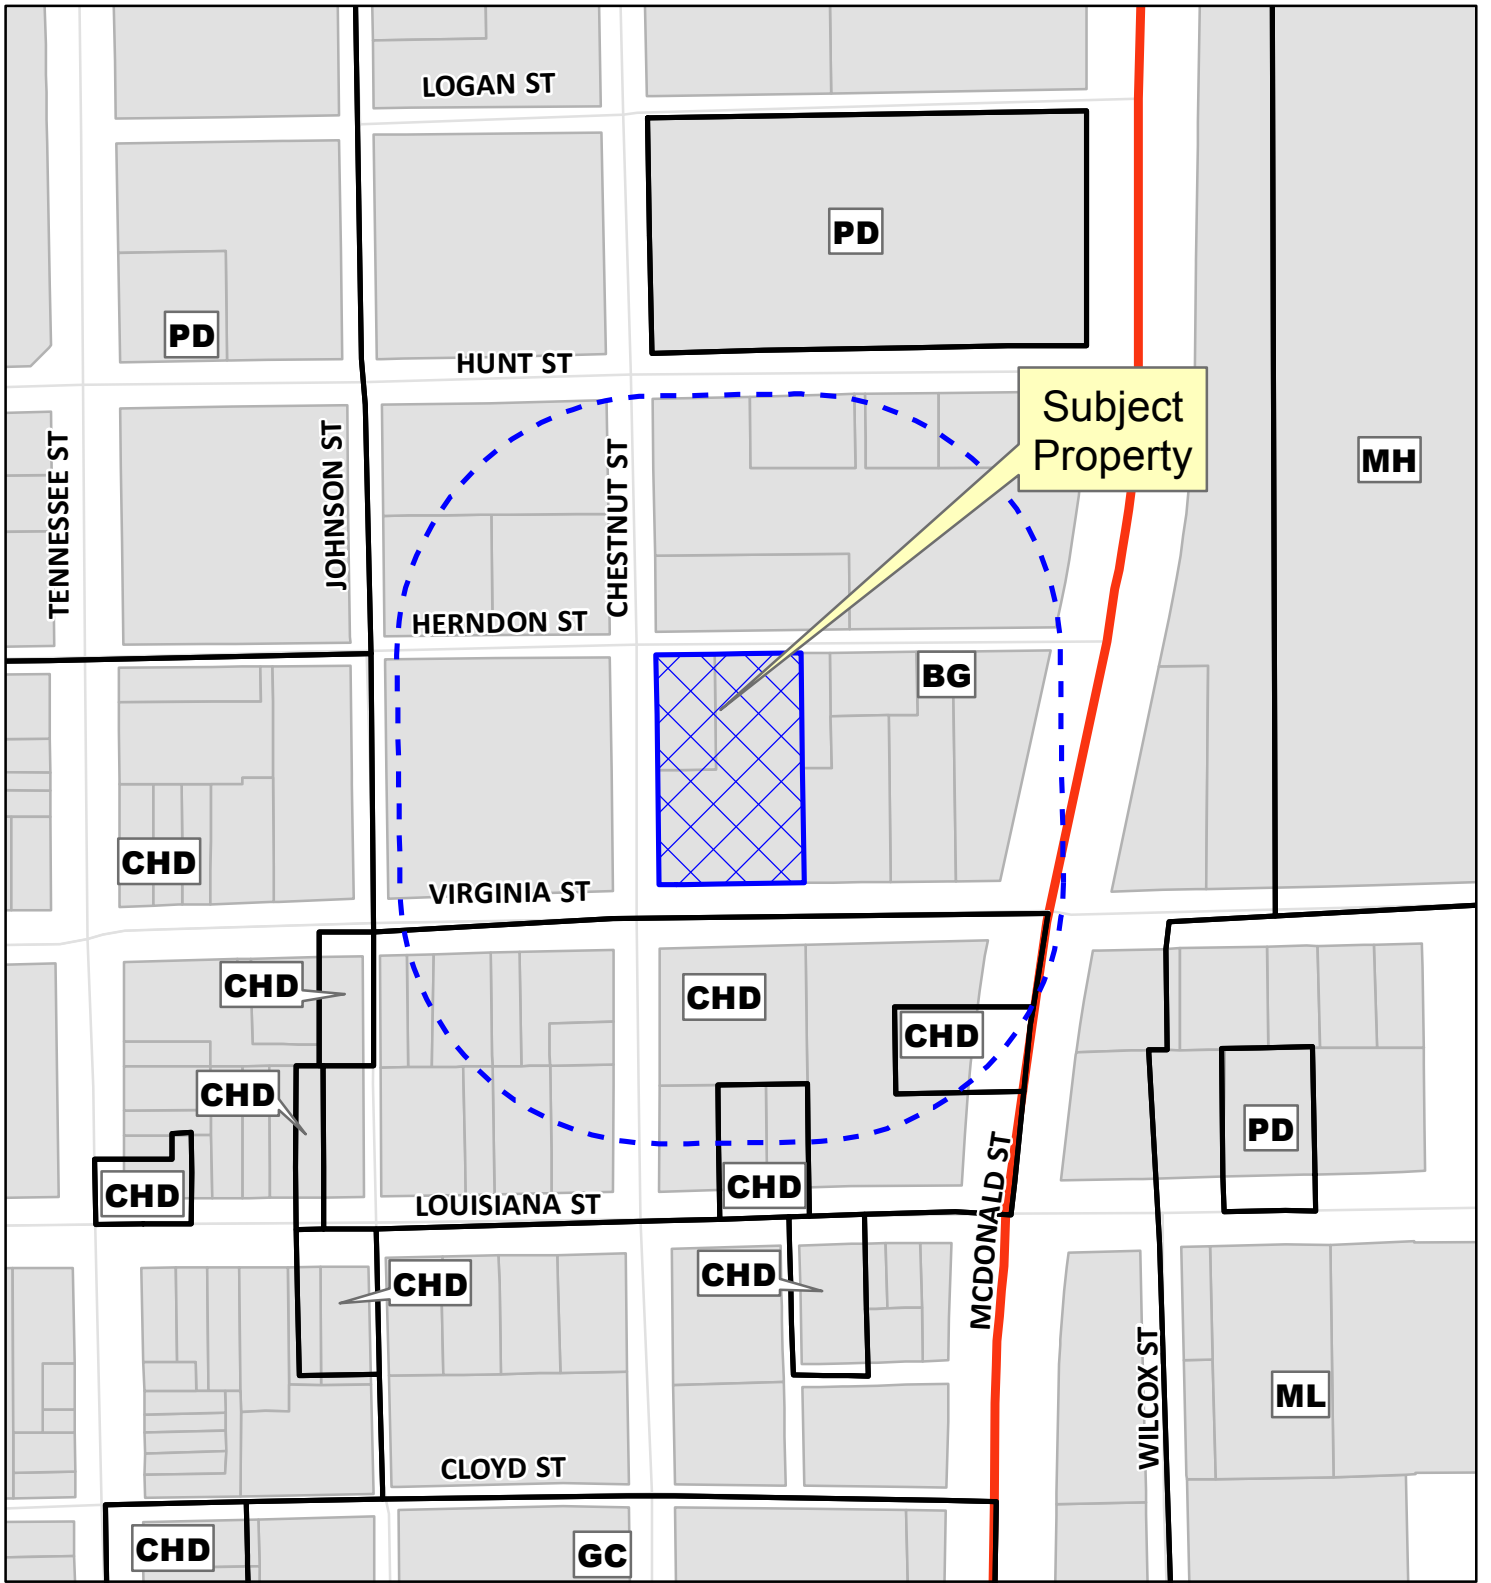 LOGAN ST
PD
PD
HUNT ST
Subject
Property
TENNESSEE ST
JOHNSON ST
CHESTNUT ST
MH
HERNDON ST
BG
CHD
VIRGINIA ST
CHD
CHD
CHD
CHD
PD
CHD
CHD
LOUISIANA ST
MCDONALD ST
CHD
CHD
WILCOX ST
ML
CLOYD ST
CHD
GC